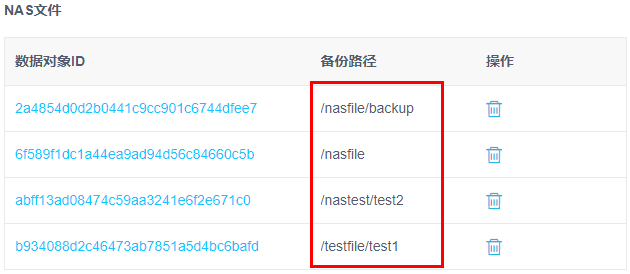 NAS文件
数据对象ID 备份路径 操作
2a4854d0d2b0441c9cc901c6744dfee7 /nasfile/backup
6f589f1dc1a44ea9ad94d56c84660c5b /nasfile
abff13ad08474c59aa3241e6f2e671c0 /nastest/test2
b934088d2c46473ab7851a5d4bc6bafd /testfile/test1